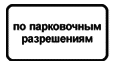 по парковочным
разрешениям